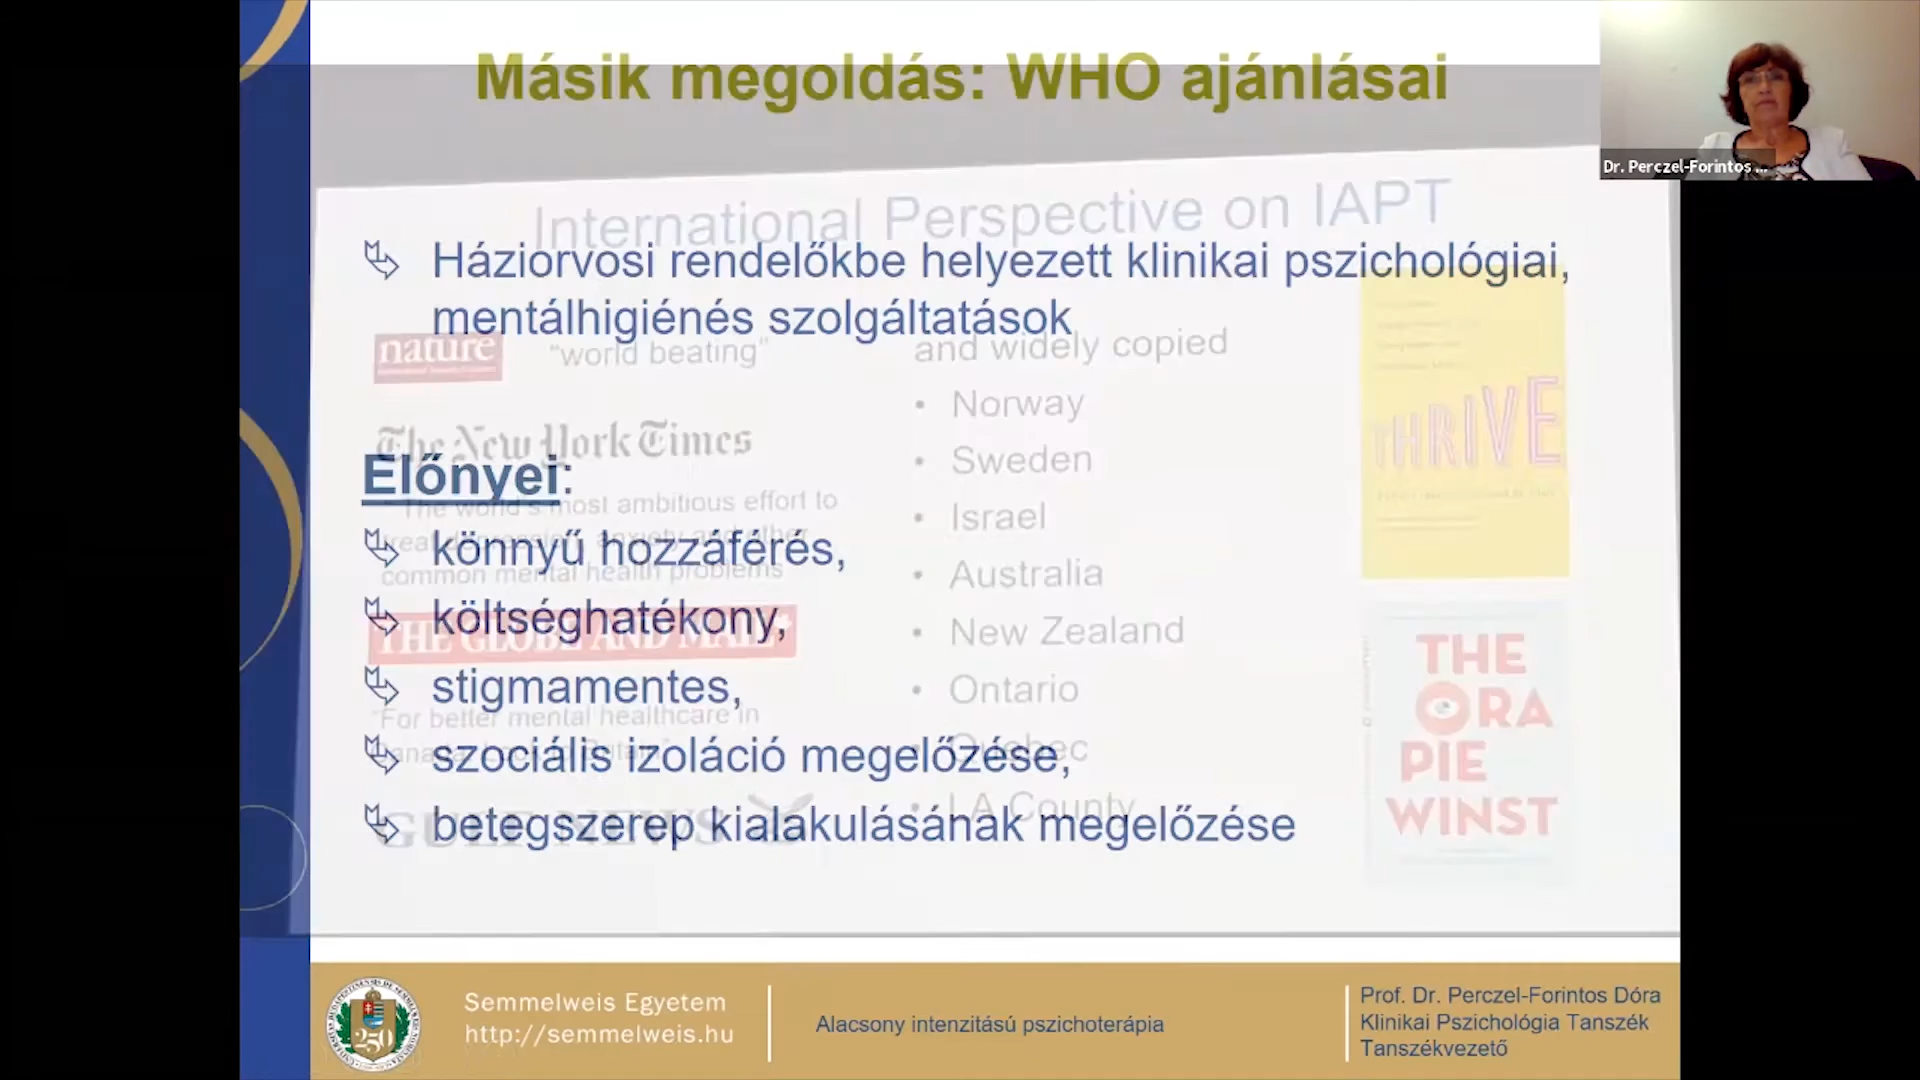 Másik megoldás: WHO ajánlásai
Dr. Perczel-Forintos ...
International Perspective on IAPT
Háziorvosi rendelőkbe helyezett klinikai pszichológiai,
mentálhigiénés szolgáltatások
nature
“world beating”
and widely copied
Norway
Sweden
Israel
Australia
New Zealand
Ontario
Quebec
LA County
The New York Times
Előnyei:
The world's most ambitious effort to
common mental health problems
könnyű hozzáférés,
költséghatékony,
THE GLOBE AND MAIL
stigmamentes,
“For better mental healthcare in
szociális izoláció megelőzése,
GULF NEWS
betegszerep kialakulásának megelőzése
THRIVE
THE
ORA
PIE
WINST
250
Semmelweis Egyetem
http://semmelweis.hu
Alacsony intenzitású pszichoterápia
Prof. Dr. Perczel-Forintos Dóra
Klinikai Pszichológia Tanszék
Tanszékvezető